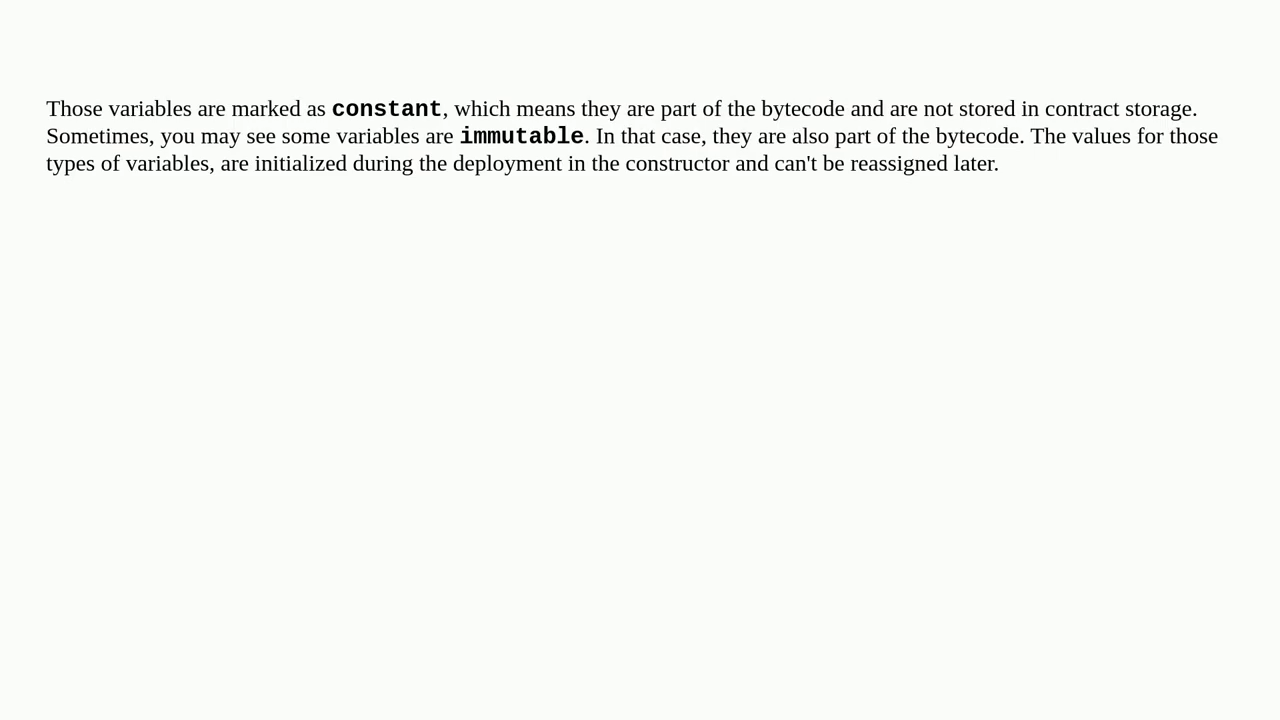 Those variables are marked as constant, which means they are part of the bytecode and are not stored in contract storage.
Sometimes, you may see some variables are immutable. In that case, they are also part of the bytecode. The values for those
types of variables, are initialized during the deployment in the constructor and can't be reassigned later.